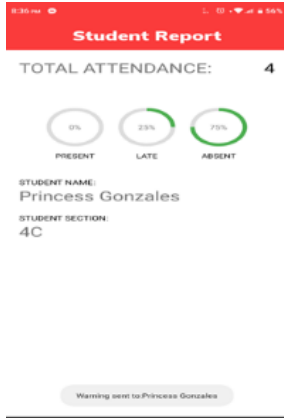 8:36 PM 56%
Student Report
TOTAL ATTENDANCE: 4
0% 25% 75%
PRESENT LATE ABSENT
STUDENT NAME:
Princess Gonzales
STUDENT SECTION:
4C
Warning sent to:Princess Gonzales